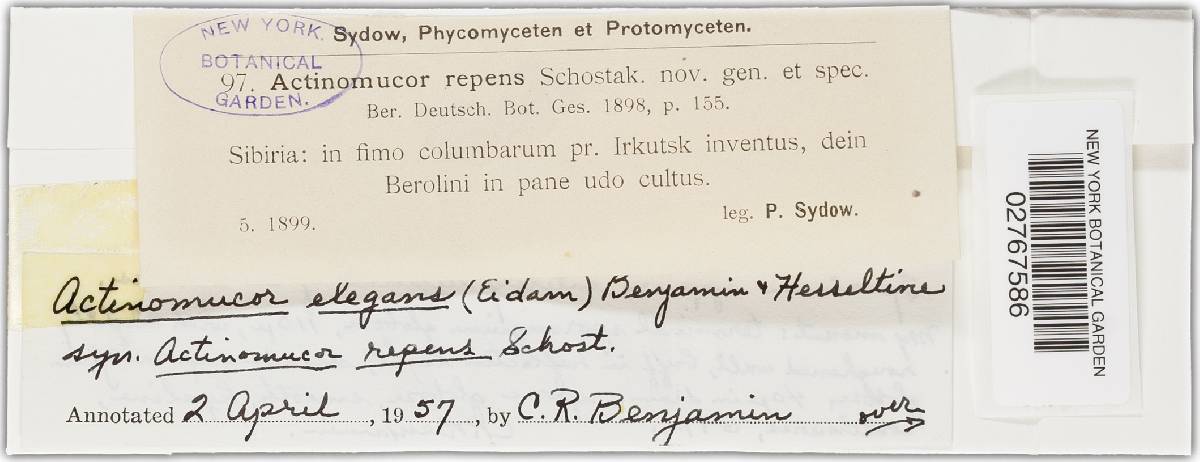 NEW YORK
BOTANICAL
GARDEN.
Sydow, Phycomyceten et Protomyceten.
97. Actinomucor repens Schostak. nov. gen. et spec.
Ber. Deutsch. Bot. Ges. 1898, p. 155.
Sibiria: in fimo columbarum pr. Irkutsk inventus, dein
Berolini in pane udo cultus.
5. 1899.
leg. P. Sydow.
Actinomucor elegans (Eidam) Benjamin & Hesseltine
syn. Actinomucor repens Schost.
Annotated 2 April, 1957, by C.R. Benjamin
over
NEW YORK BOTANICAL GARDEN
02767586